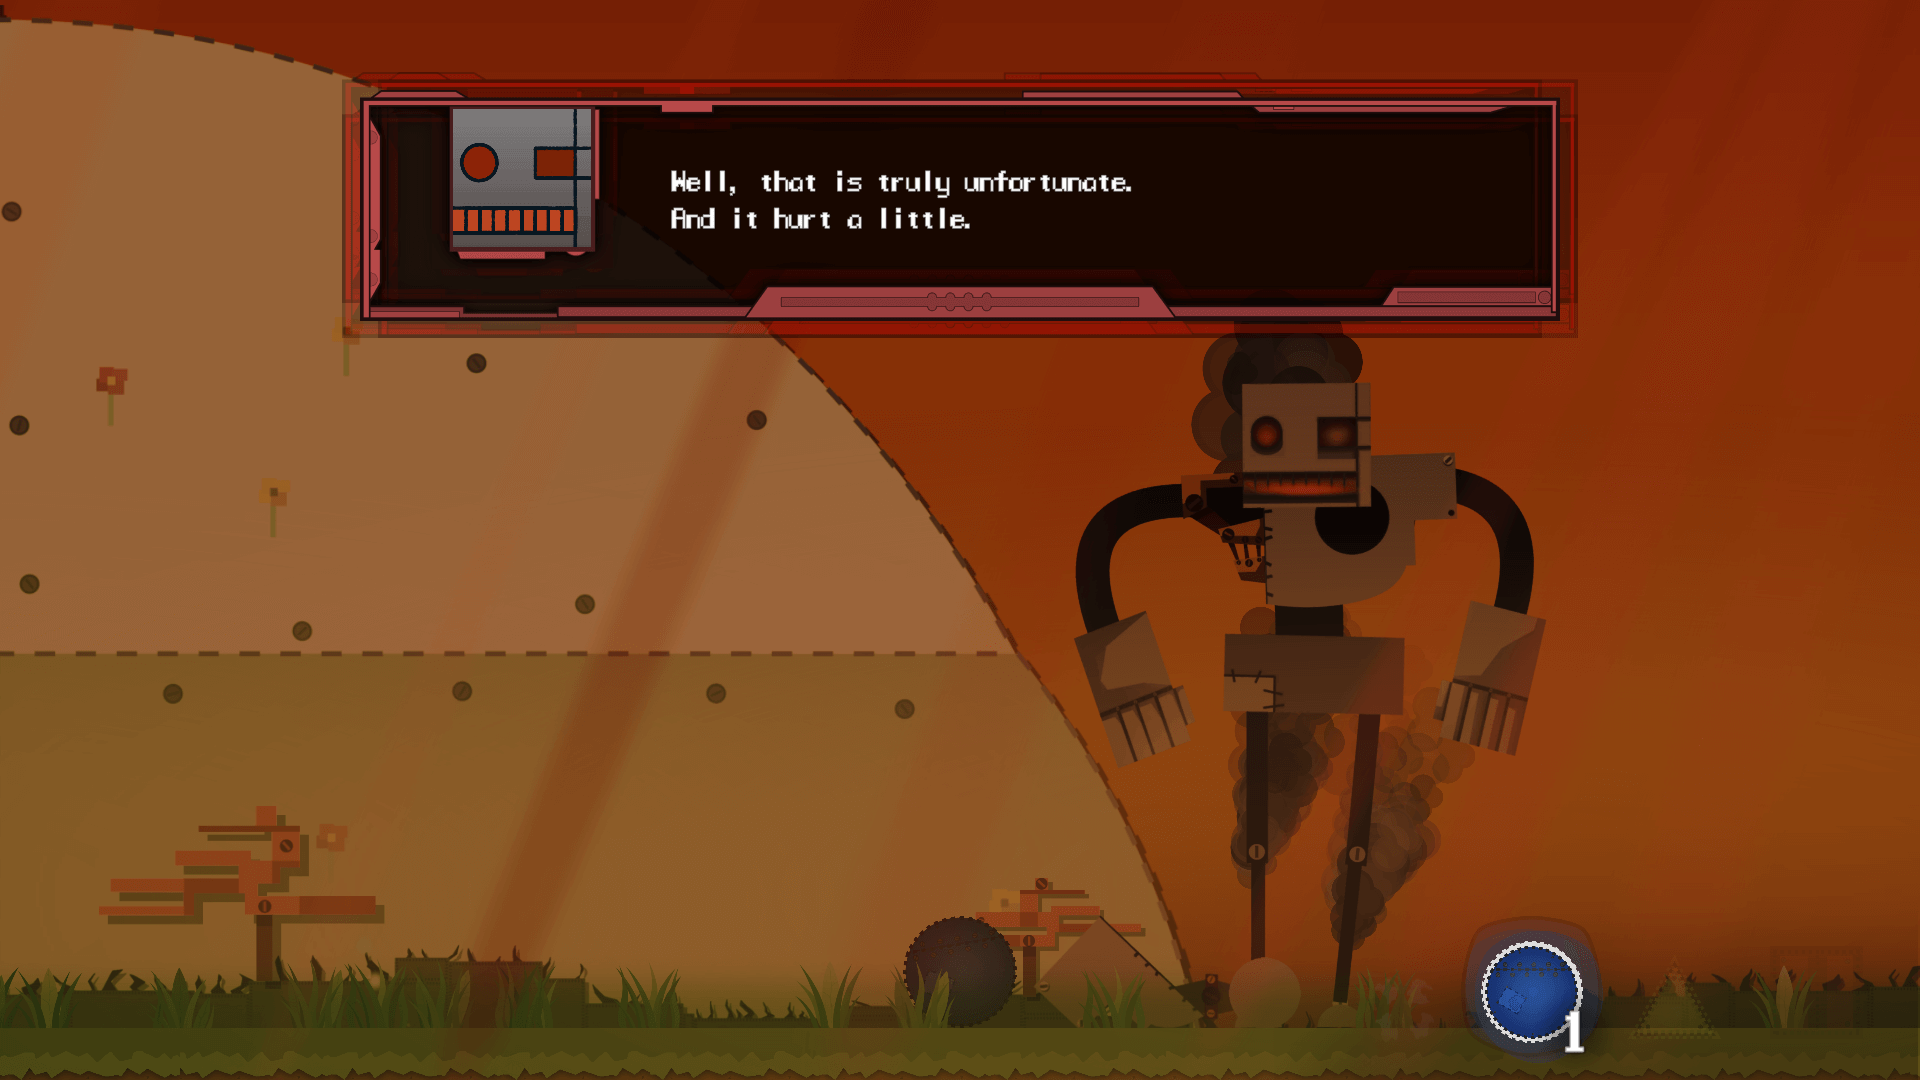 Well, that is truly unfortunate.
And it hurt a little.
1